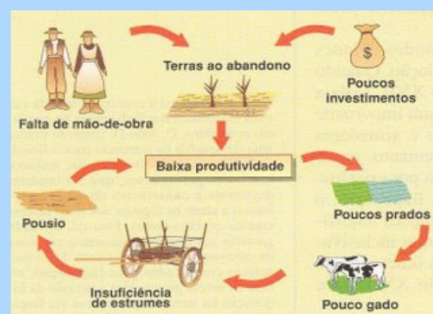 $
Terras ao abandono
Poucos
investimentos
Falta de mão-de-obra
Baixa produtividade
Pousio
Poucos prados
Insuficiência
de estrumes
Pouco gado